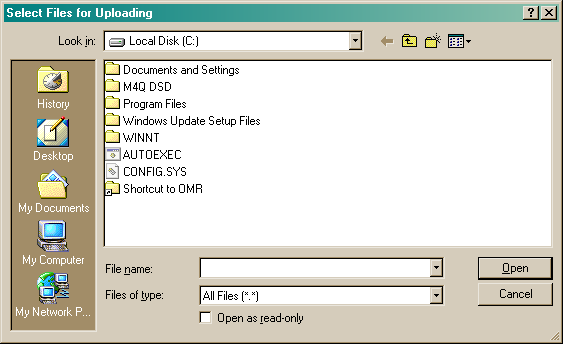 Select Files for Uploading
Look in:
Local Disk (C:)
History
Desktop
My Documents
My Computer
My Network P...
Documents and Settings
M4Q DSD
Program Files
Windows Update Setup Files
WINNT
AUTOEXEC
CONFIG.SYS
Shortcut to OMR
File name:
Open
Files of type:
All Files (*.*)
Cancel
Open as read-only